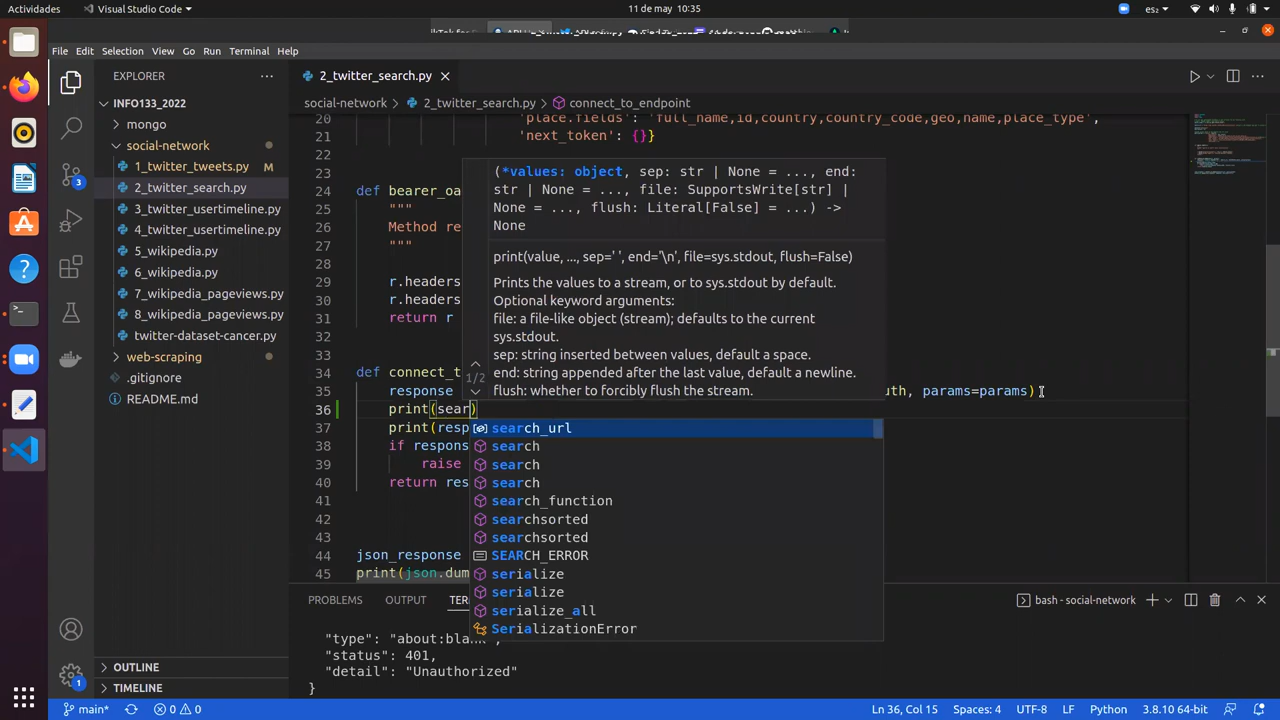 Actividades
Visual Studio Code
11 de may 10:35
es₂
File Edit Selection View Go Run Terminal Help
EXPLORER
2_twitter_search.py
INFO133_2022
mongo
social-network
1_twitter_tweets.py M
2_twitter_search.py
3_twitter_usertimeline.py
4_twitter_usertimeline.py
5_wikipedia.py
6_wikipedia.py
7_wikipedia_pageviews.py
8_wikipedia_pageviews.py
twitter-dataset-cancer.py
web-scraping
.gitignore
README.md
OUTLINE
TIMELINE
3
1
social-network > 2_twitter_search.py > connect_to_endpoint
20 'place.fields': 'full_name,id,country,country_code,geo,name,place_type',
21 'next_token': {}}
22
23
24 def bearer_oa
25 """
26 Method re
27 """
28
29 r.headers
30 r.headers
31 return r
32
33
34 def connect_t
35 response uth, params=params)
36 print(sear)
37 print(resp
38 if respons
39 raise
40 return res
41
42
43
44 json_response
45 print(json.dum
(*values: object, sep: str | None = ..., end:
str | None = ..., file: SupportsWrite[str] |
None = ..., flush: Literal[False] = ...) ->
None
print(value, ..., sep=' ', end='\n', file=sys.stdout, flush=False)
Prints the values to a stream, or to sys.stdout by default.
Optional keyword arguments:
file: a file-like object (stream); defaults to the current
sys.stdout.
sep: string inserted between values, default a space.
end: string appended after the last value, default a newline.
flush: whether to forcibly flush the stream.
1/2
search_url
search
search
search
search_function
searchsorted
searchsorted
SEARCH_ERROR
serialize
serialize
serialize_all
SerializationError
PROBLEMS OUTPUT TER
bash - social-network
"type": "about:blank",
"status": 401,
"detail": "Unauthorized"
}
main* 0 0
Ln 36, Col 15 Spaces: 4 UTF-8 LF Python 3.8.10 64-bit